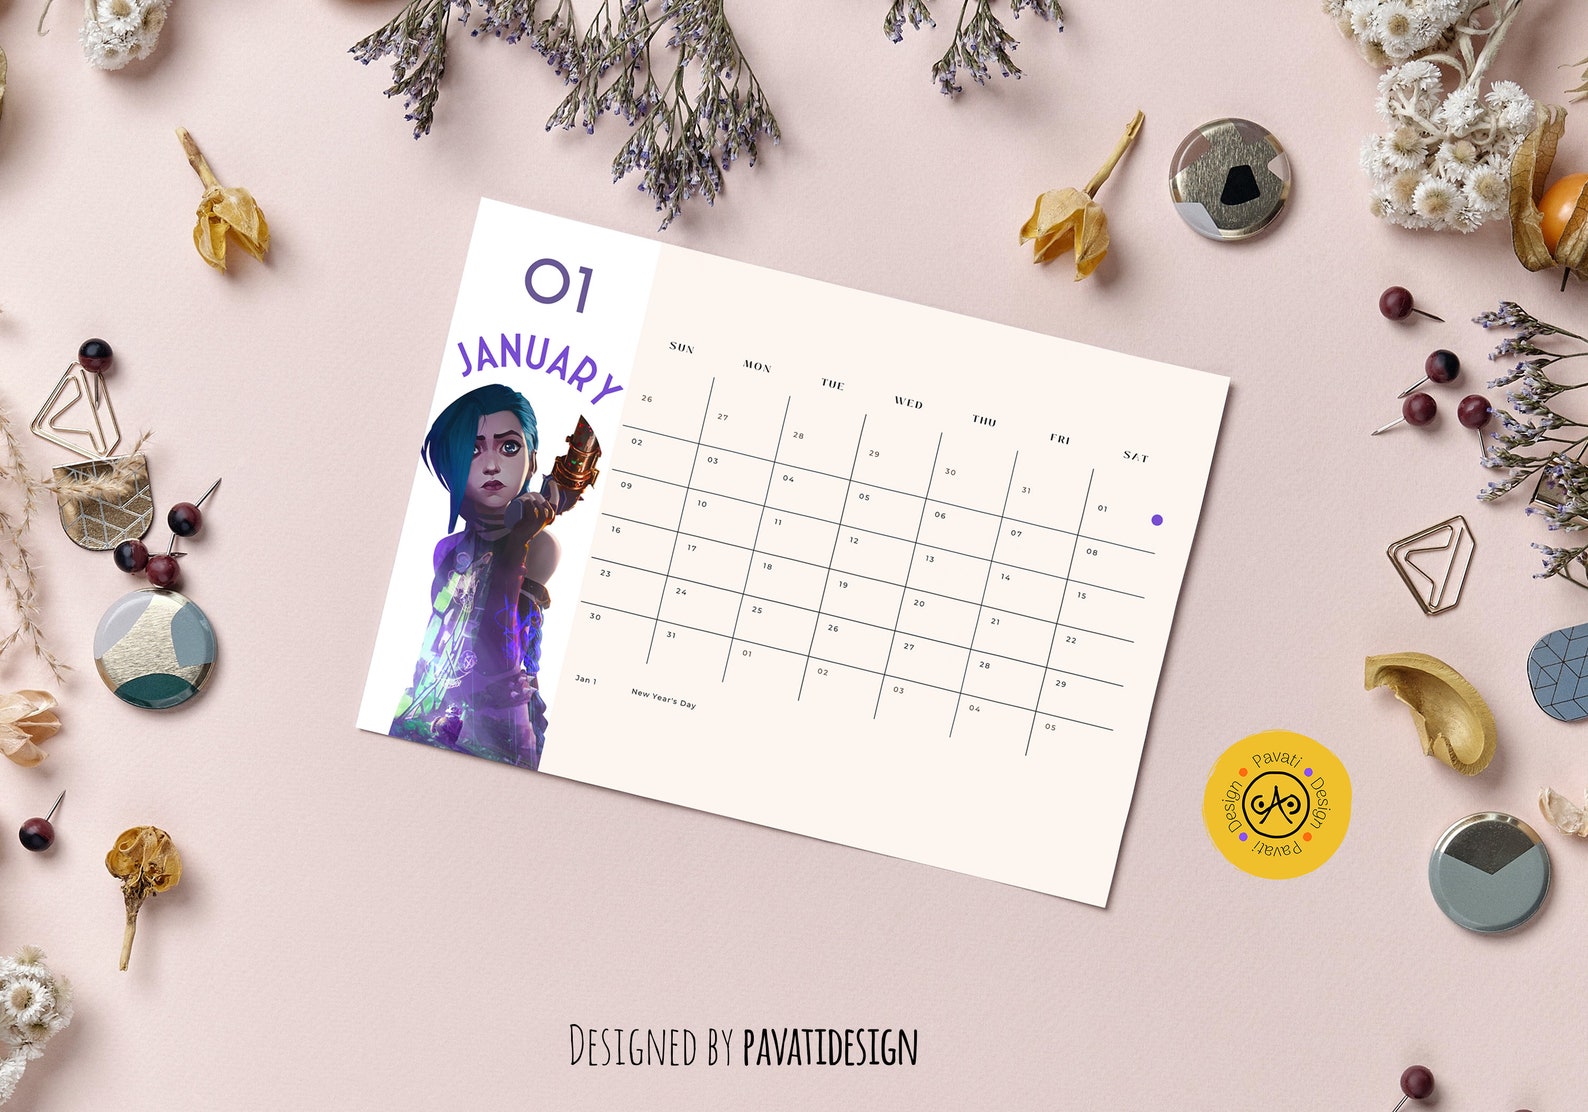 01
JANUARY
SUN MON TUE WED THU FRI SAT
26 27 28 29 30 31 01
02 03 04 05 06 07 08
09 10 11 12 13 14 15
16 17 18 19 20 21 22
23 24 25 26 27 28 29
30 31 01 02 03 04 05
Jan 1 New Year's Day
Pavati Design Pavati Design
DESIGNED BY PAVATIDESIGN